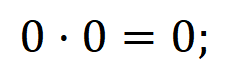 0 · 0 = 0;